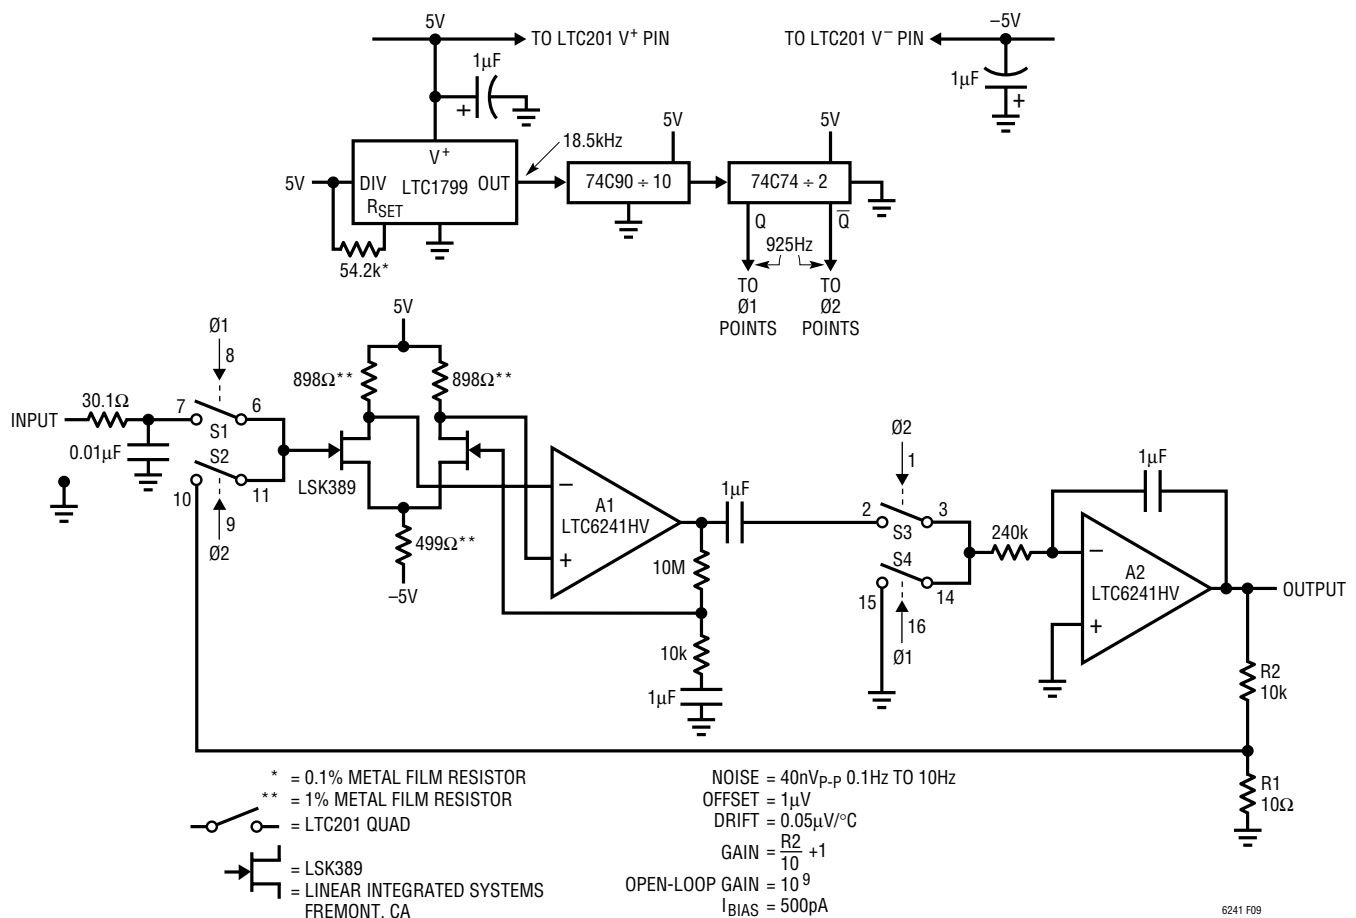 5V
TO LTC201 V+ PIN
TO LTC201 V– PIN
–5V
1µF
+
1µF
+
18.5kHz
5V
5V
V+
5V
DIV
LTC1799
OUT
RSET
54.2k*
74C90 ÷ 10
74C74 ÷ 2
Q
Q̅
925Hz
TO
Ø1
POINTS
TO
Ø2
POINTS
5V
Ø1
8
898Ω**
898Ω**
INPUT
30.1Ω
7
6
S1
0.01µF
S2
10
11
9
Ø2
LSK389
499Ω**
–5V
–
A1
LTC6241HV
+
1µF
10M
10k
1µF
Ø2
1
2
3
S3
S4
15
14
16
Ø1
240k
1µF
–
A2
LTC6241HV
+
OUTPUT
R2
10k
R1
10Ω
* = 0.1% METAL FILM RESISTOR
** = 1% METAL FILM RESISTOR
= LTC201 QUAD
= LSK389
= LINEAR INTEGRATED SYSTEMS
FREMONT, CA
NOISE = 40nVP-P 0.1Hz TO 10Hz
OFFSET = 1µV
DRIFT = 0.05µV/°C
GAIN = R2/10 +1
OPEN-LOOP GAIN = 10^9
IBIAS = 500pA
6241 F09